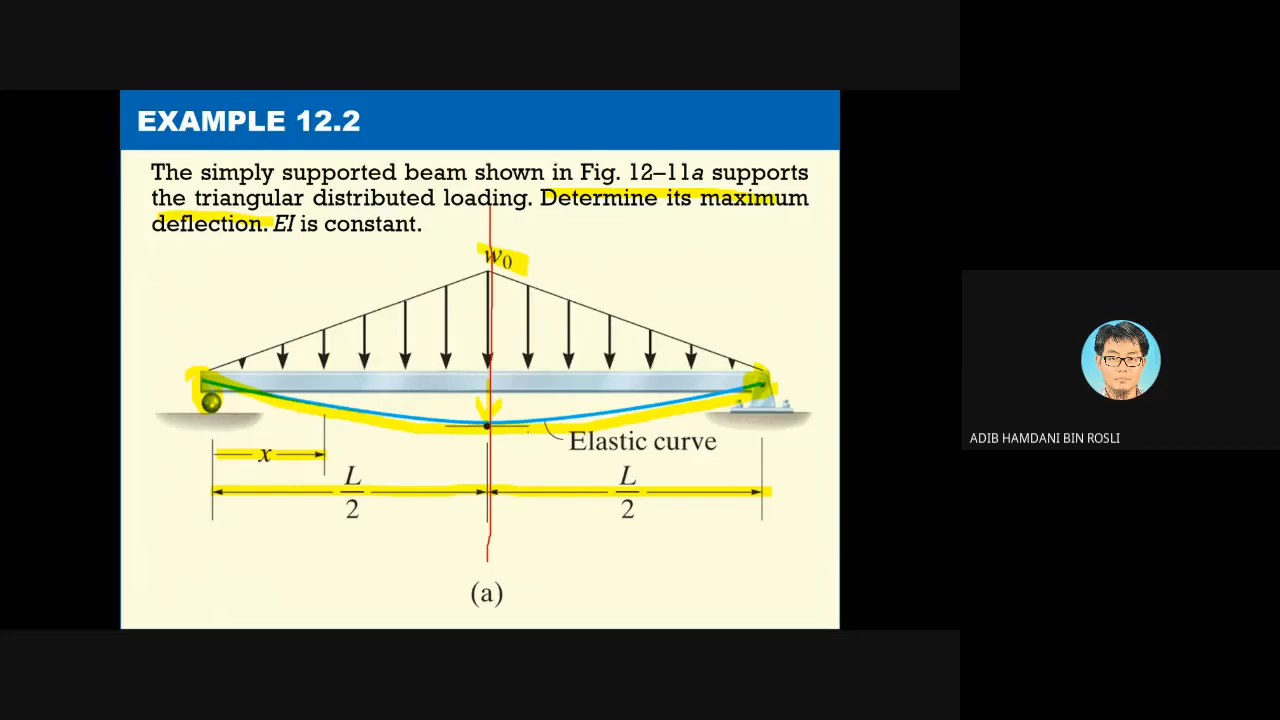 EXAMPLE 12.2
The simply supported beam shown in Fig. 12–11a supports
the triangular distributed loading. Determine its maximum
deflection. EI is constant.
w0
Elastic curve
x
L
2
L
2
(a)
ADIB HAMDANI BIN ROSLI